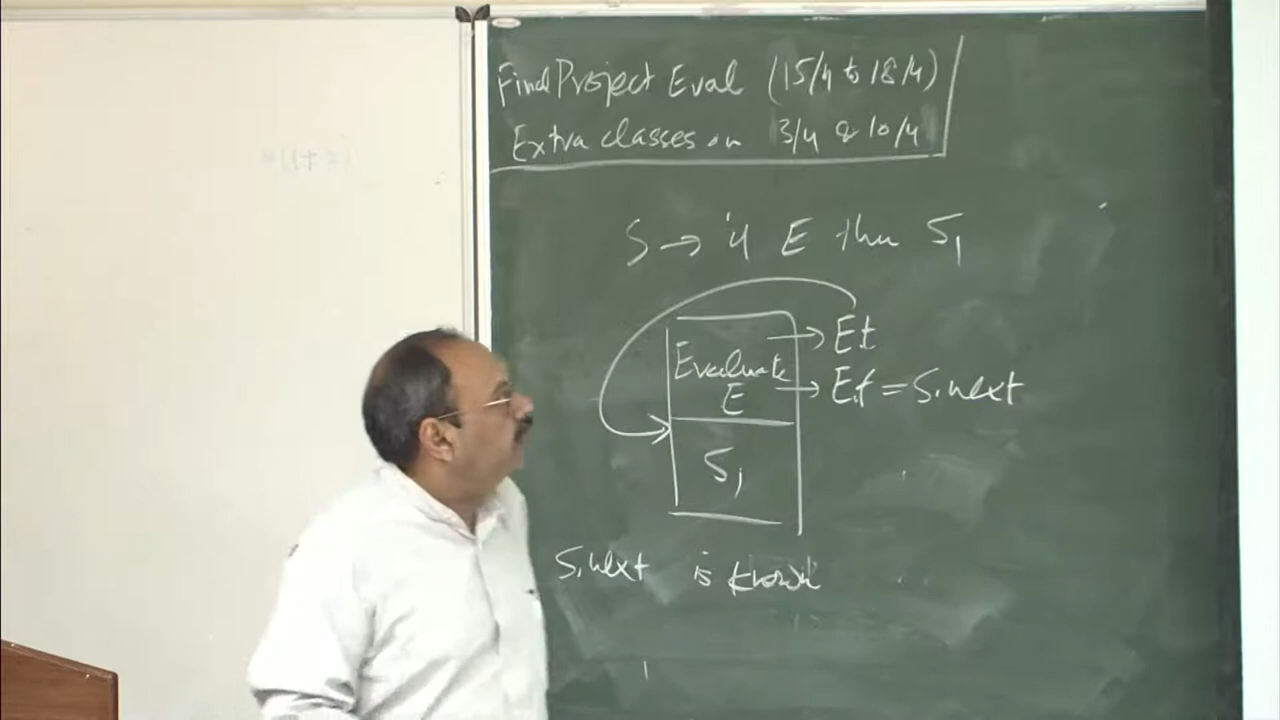 Final Project Eval (15/4 to 18/4)
Extra classes on 3/4 & 10/4
S → if E then S1
E.t
Evaluate
E
E.f = S.next
S1
S.next is known